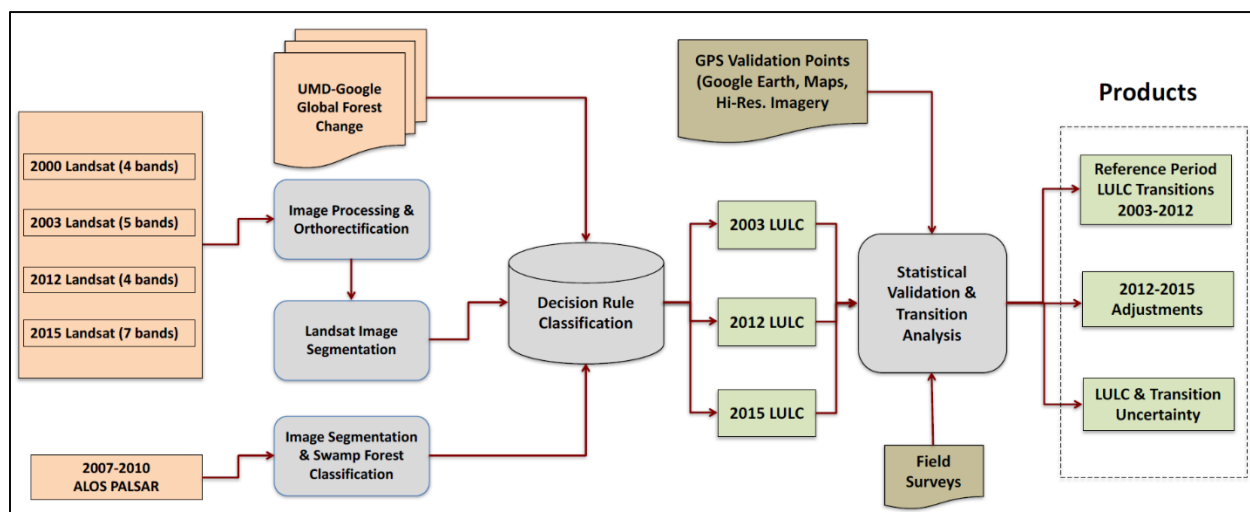 UMD-Google
Global Forest
Change
GPS Validation Points
(Google Earth, Maps,
Hi-Res. Imagery
Products
2000 Landsat (4 bands)
2003 Landsat (5 bands)
2012 Landsat (4 bands)
2015 Landsat (7 bands)
Image Processing &
Orthorectification
Landsat Image
Segmentation
2007-2010
ALOS PALSAR
Image Segmentation
& Swamp Forest
Classification
Decision Rule
Classification
2003 LULC
2012 LULC
2015 LULC
Statistical
Validation &
Transition
Analysis
Field
Surveys
Reference Period
LULC Transitions
2003-2012
2012-2015
Adjustments
LULC & Transition
Uncertainty